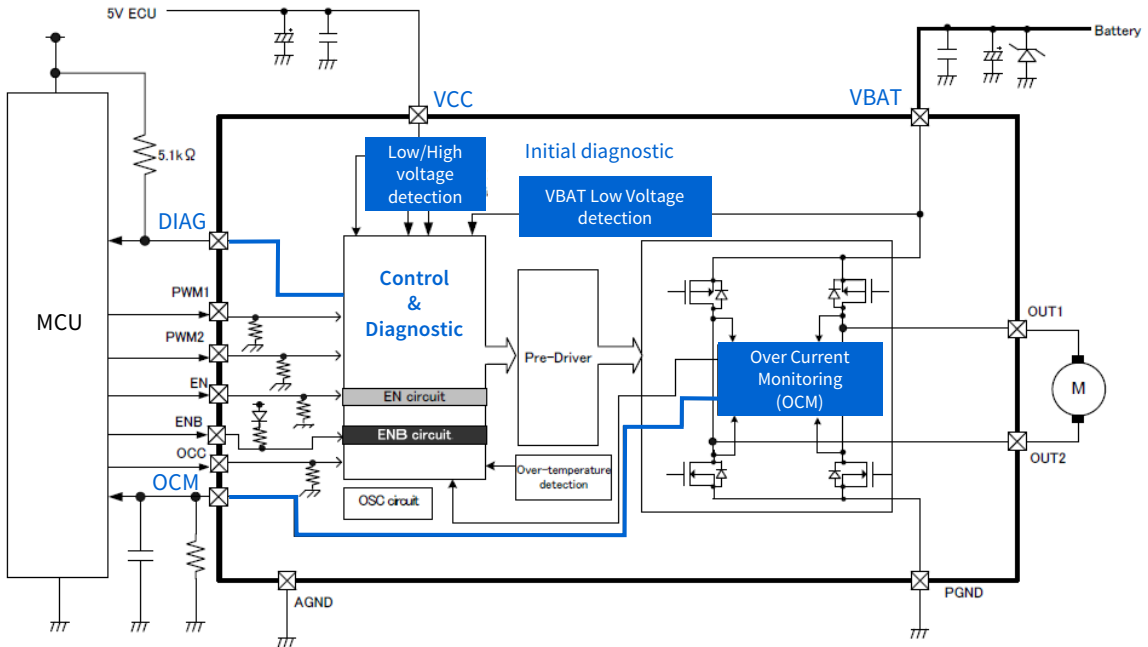 5V ECU
Battery
VCC
VBAT
Low/High
voltage
detection
Initial diagnostic
VBAT Low Voltage
detection
5.1kΩ
DIAG
MCU
PWM1
PWM2
EN
ENB
OCC
OCM
Control
&
Diagnostic
EN circuit
ENB circuit
OSC circuit
Pre-Driver
Over-temperature
detection
Over Current
Monitoring
(OCM)
OUT1
M
OUT2
AGND
PGND